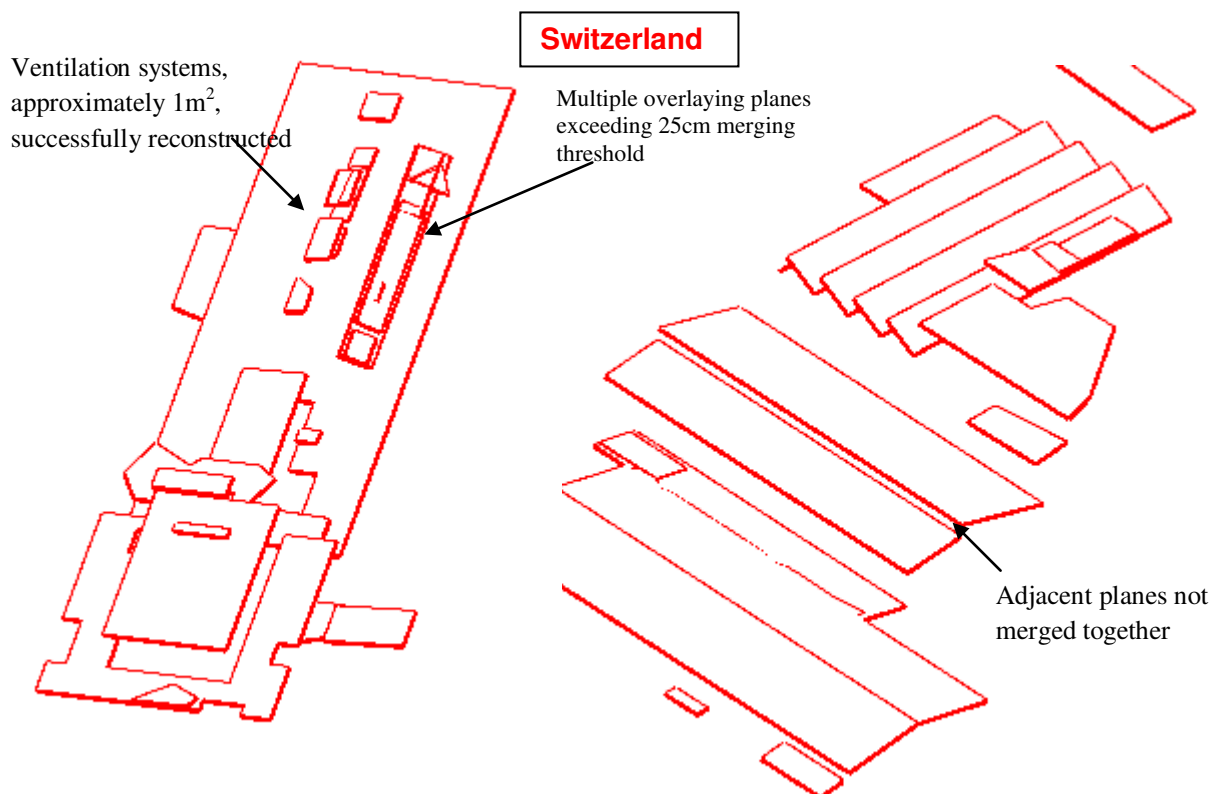 Switzerland
Ventilation systems,
approximately 1m²,
successfully reconstructed
Multiple overlaying planes
exceeding 25cm merging
threshold
Adjacent planes not
merged together